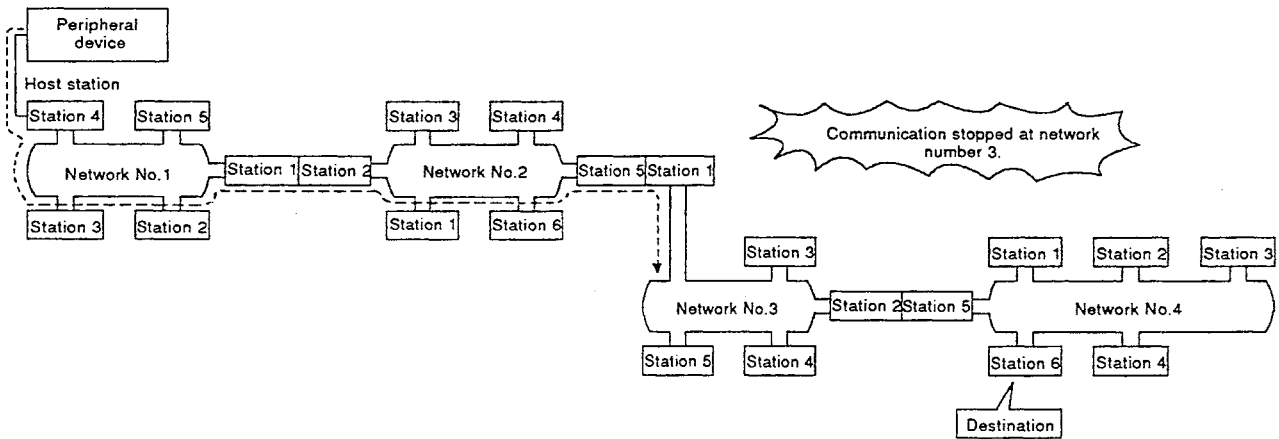 Peripheral
device
Host station
Station 4
Station 5
Station 3
Station 4
Communication stopped at network
number 3.
Network No.1
Station 1
Station 2
Network No.2
Station 5
Station 1
Station 3
Station 2
Station 1
Station 6
Station 3
Station 1
Station 2
Station 3
Network No.3
Station 2
Station 5
Network No.4
Station 5
Station 4
Station 6
Station 4
Destination